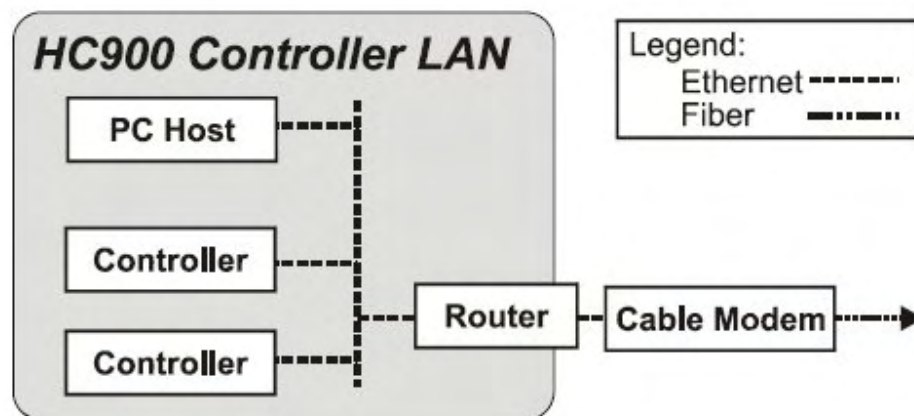 HC900 Controller LAN
Legend:
Ethernet
Fiber
PC Host
Controller
Router
Cable Modem
Controller